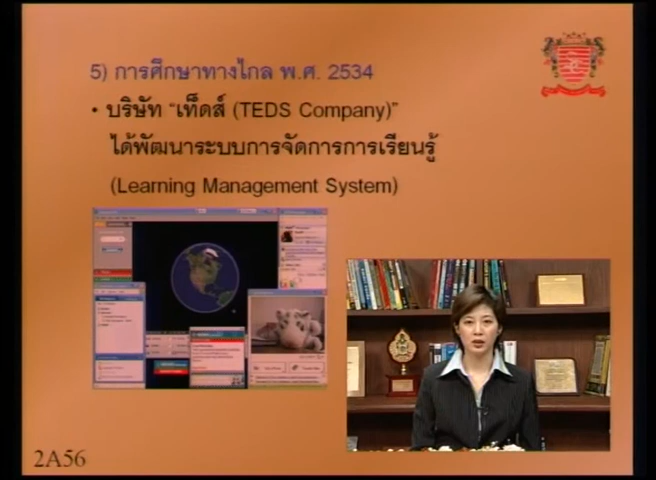 5) การศึกษาทางไกล พ.ศ. 2534
• บริษัท “เท็ดส์ (TEDS Company)”
ได้พัฒนาระบบการจัดการการเรียนรู้
(Learning Management System)
2A56